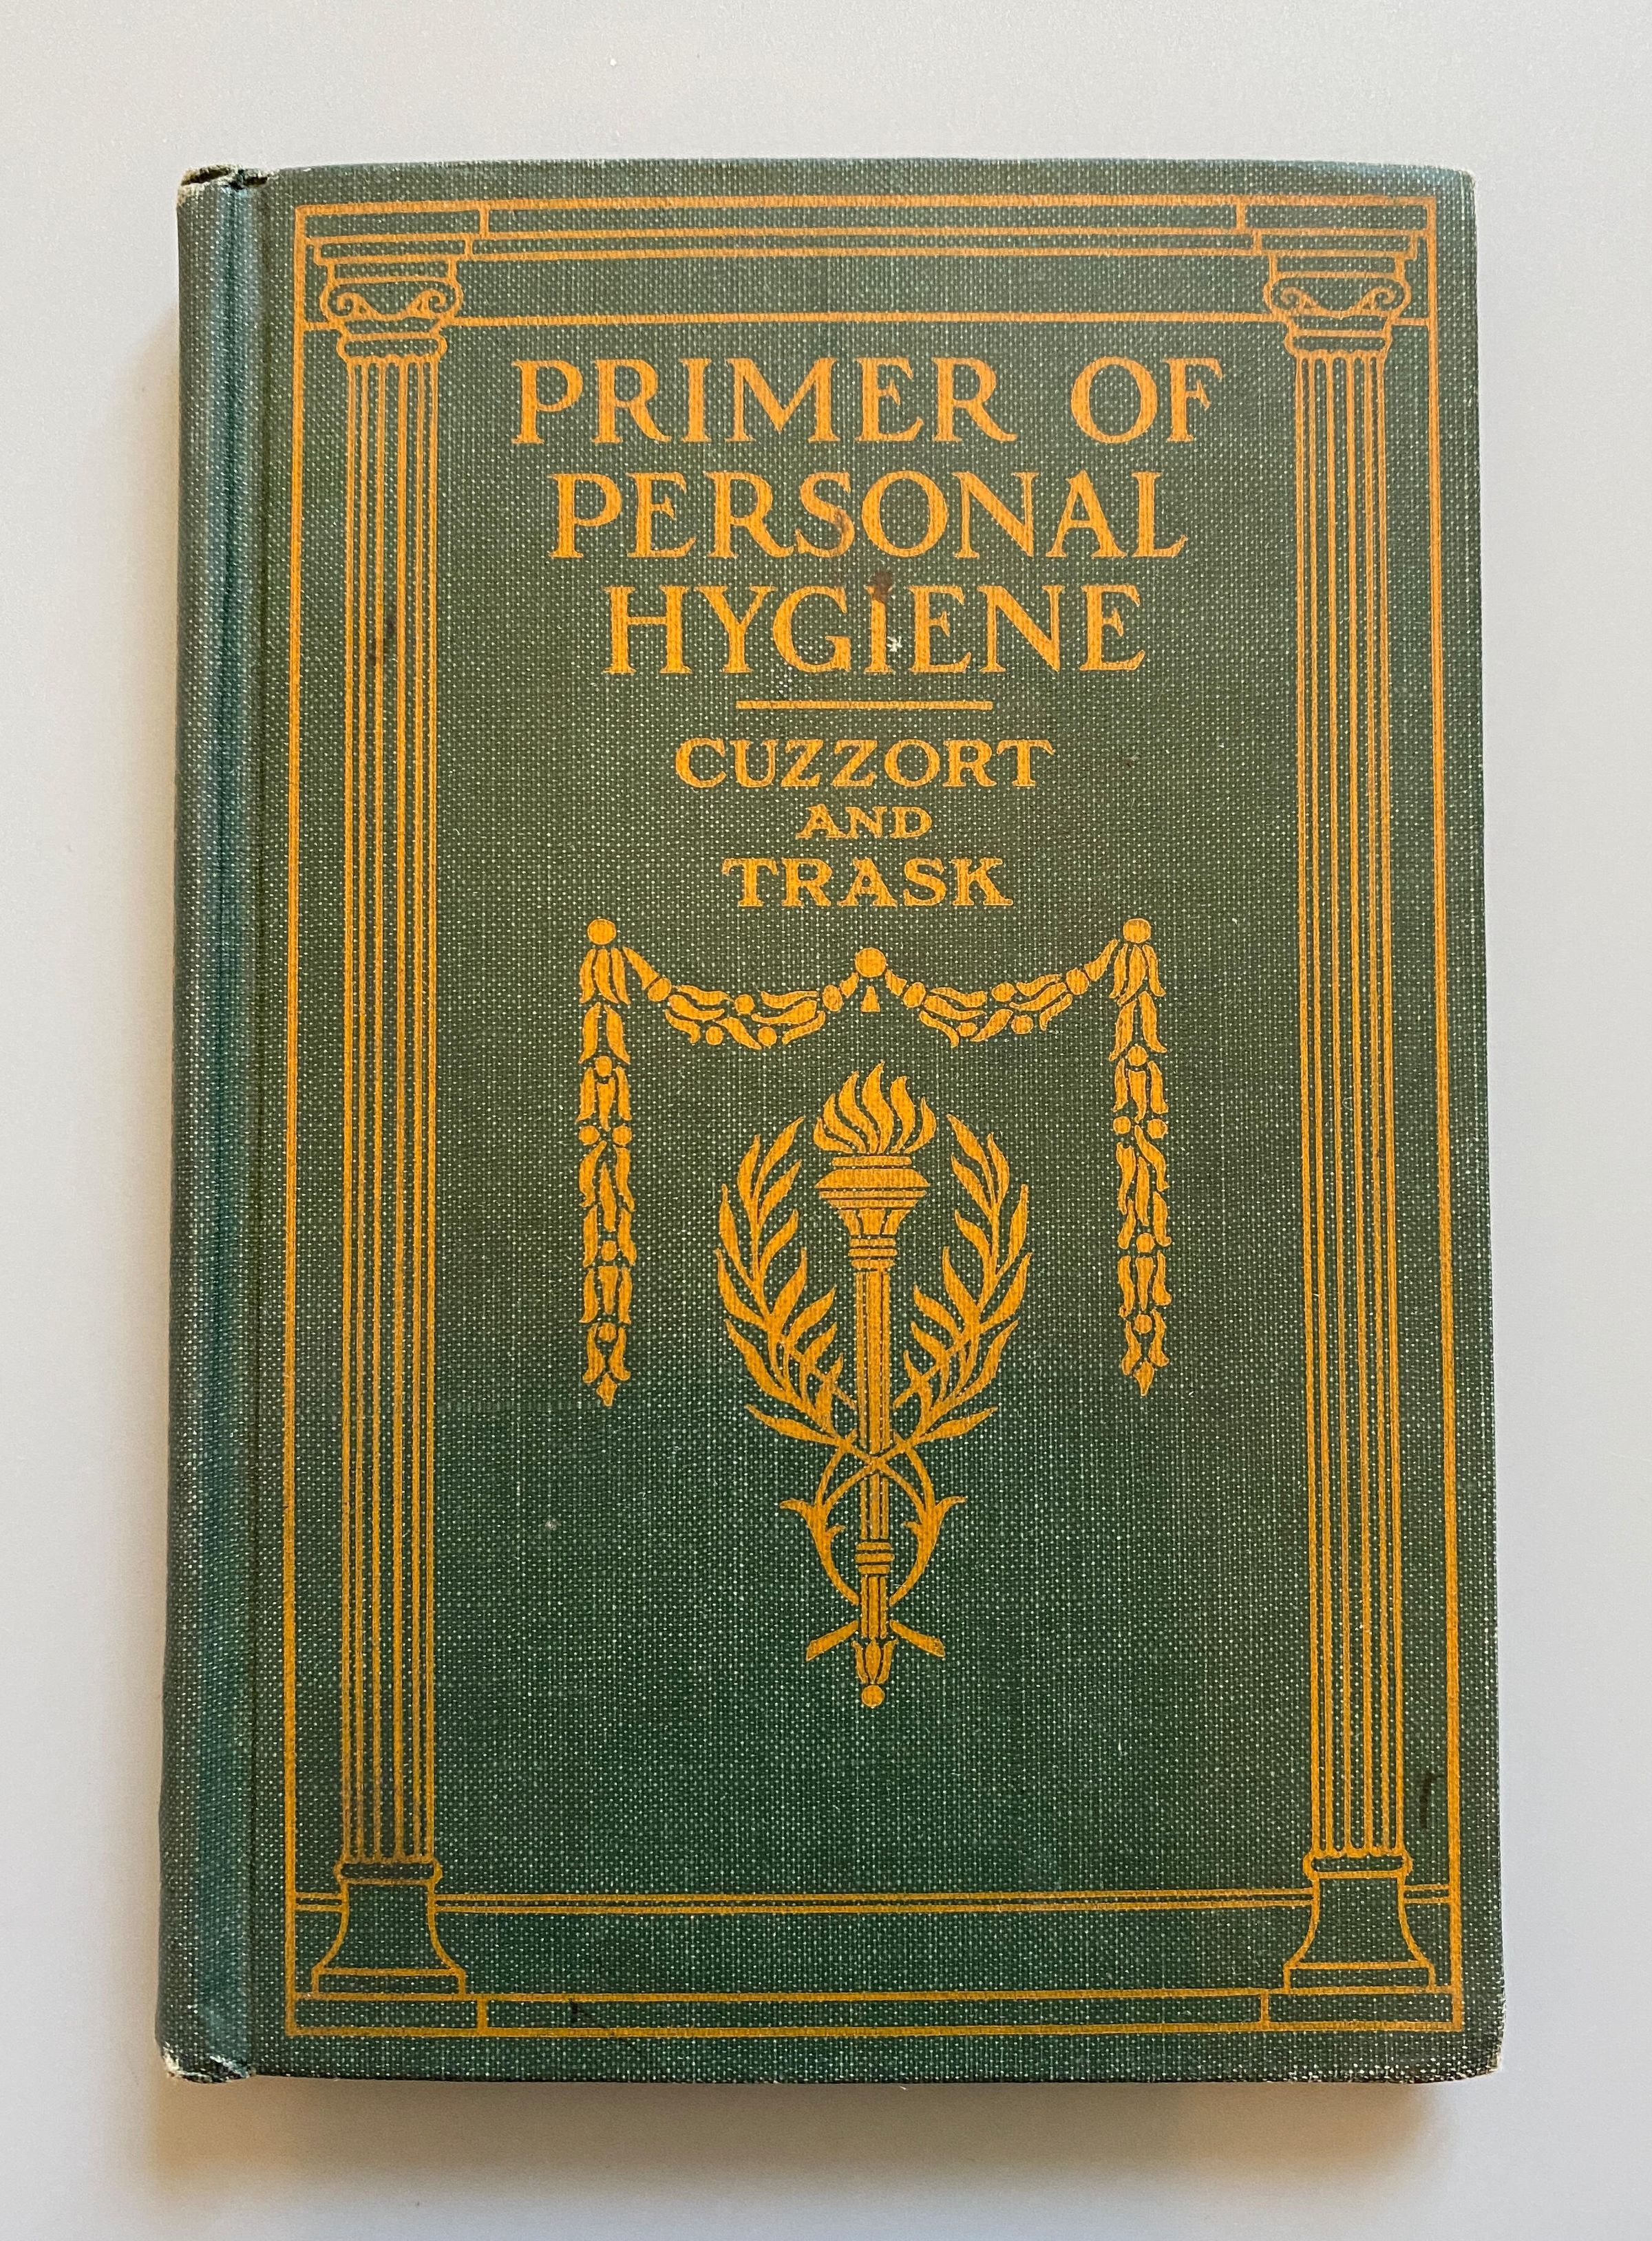 PRIMER OF
PERSONAL
HYGIENE
CUZZORT
AND
TRASK